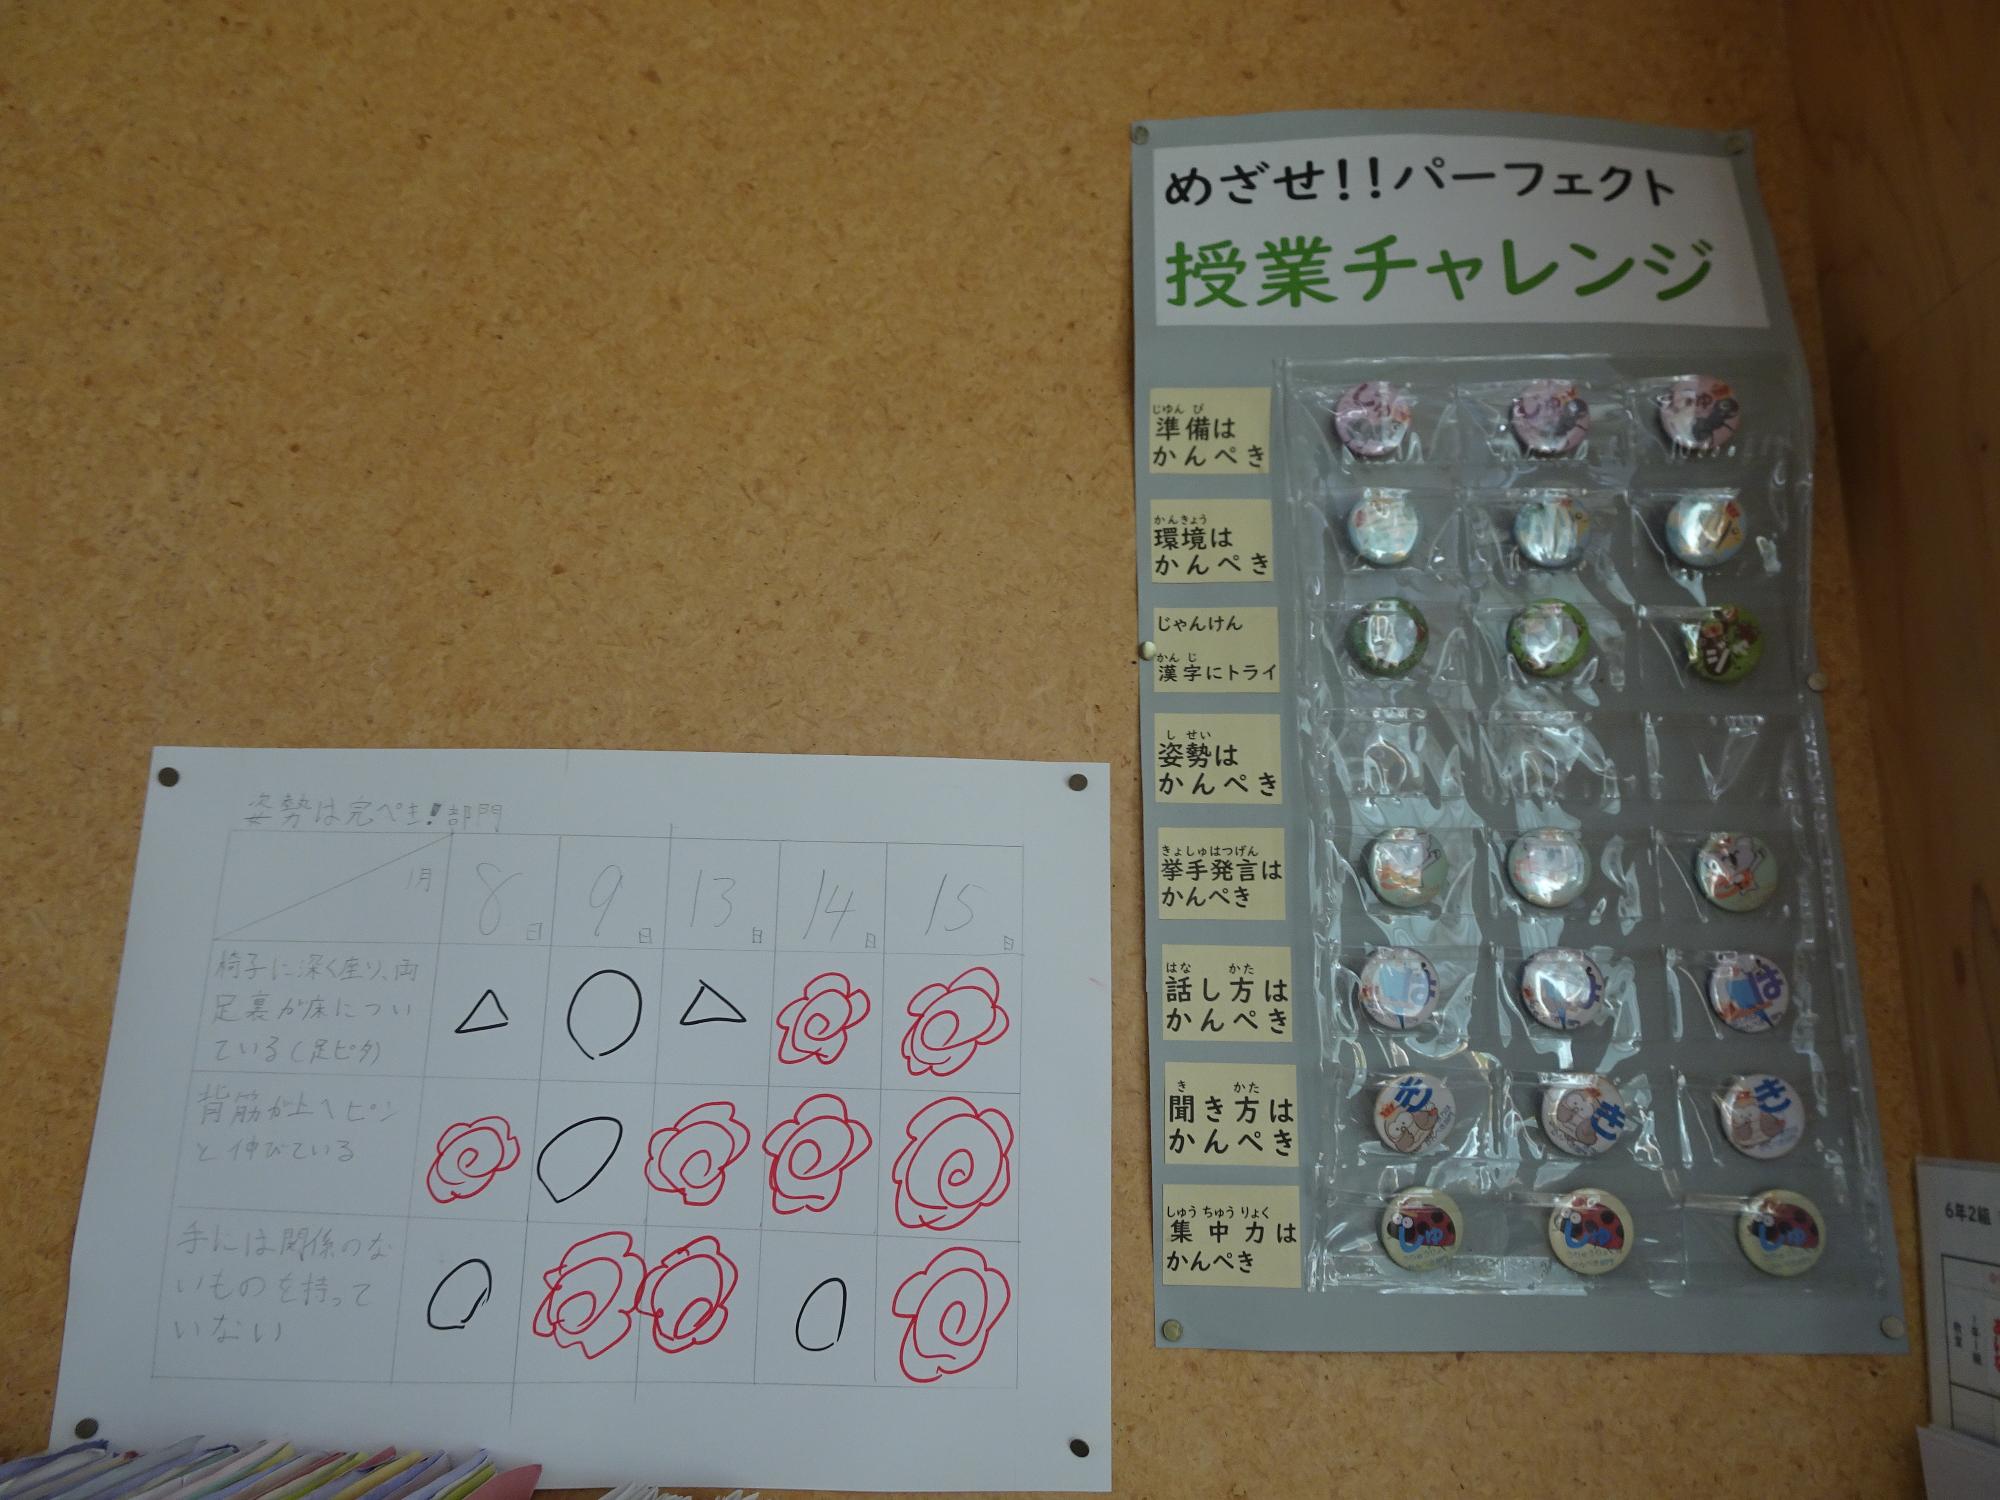 めざせ!!パーフェクト
授業チャレンジ
じゅんび
準備は
かんぺき
かんきょう
環境は
かんぺき
じゃんけん
かんじ
漢字にトライ
しせい
姿勢は
かんぺき
きょしゅはつげん
挙手発言は
かんぺき
はな かた
話し方は
かんぺき
き かた
聞き方は
かんぺき
しゅうちゅうりょく
集中力は
かんぺき
き
き
き
しゅ
しゅ
しゅ
姿勢は完ぺき!部門
1月 8日 9日 13日 14日 15日
椅子に深く座り、両
足裏が床につい
ている(足ピタ)
背筋が上へピン
と伸びている
手には関係のな
いものを持って
いない
6年2組